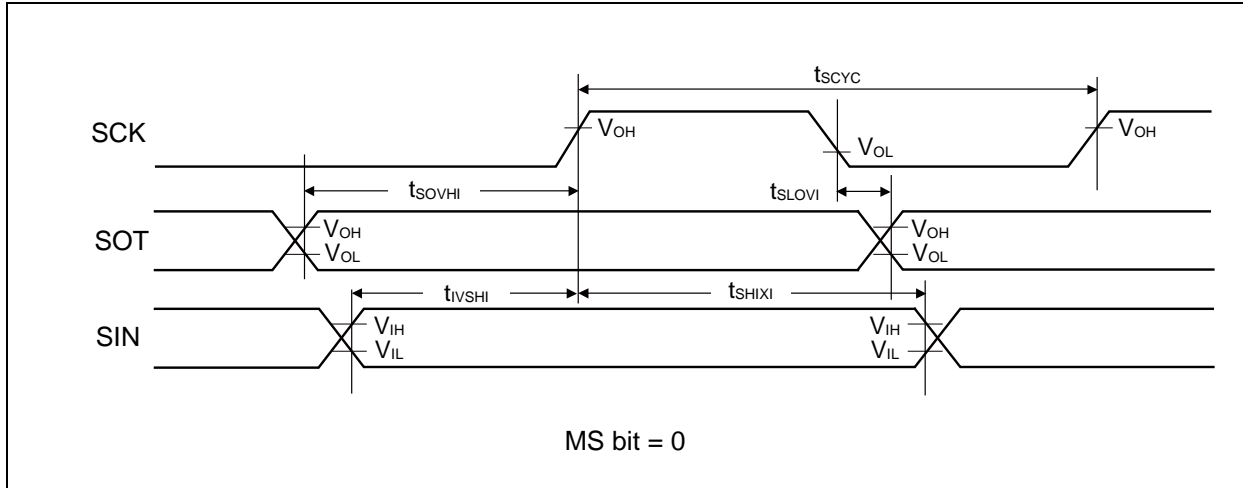 tSCYC
SCK
VOH
VOH
VOL
tSOVHI
tSLOVI
SOT
VOH
VOH
VOL
VOL
tIVSHI
tSHIXI
SIN
VIH
VIH
VIL
VIL
MS bit = 0